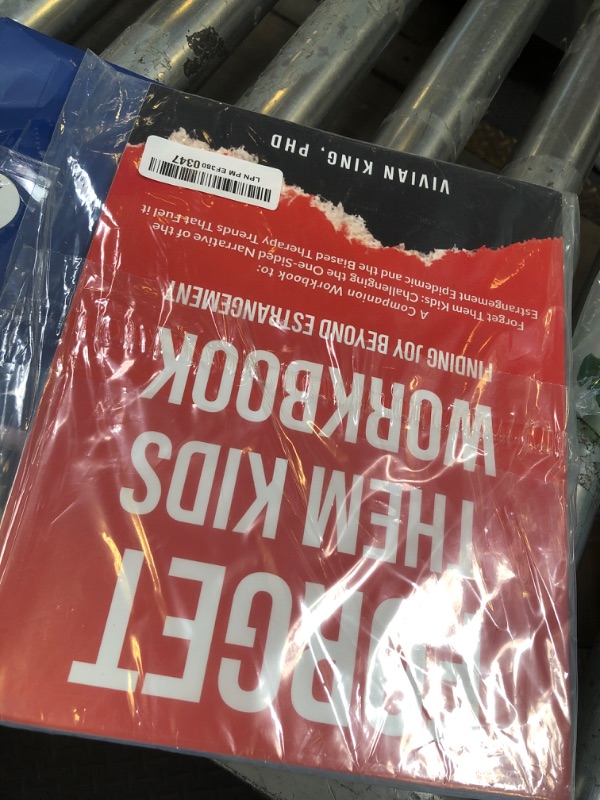 FORGET
THEM KIDS
WORKBOOK
FINDING JOY BEYOND ESTRANGEMENT
A Companion Workbook to:
Forget Them Kids: Challenging the One-Sided Narrative of the
Estrangement Epidemic and the Biased Therapy Trends That Fuel it
VIVIAN KING, PHD
LPN PM EF380 0347